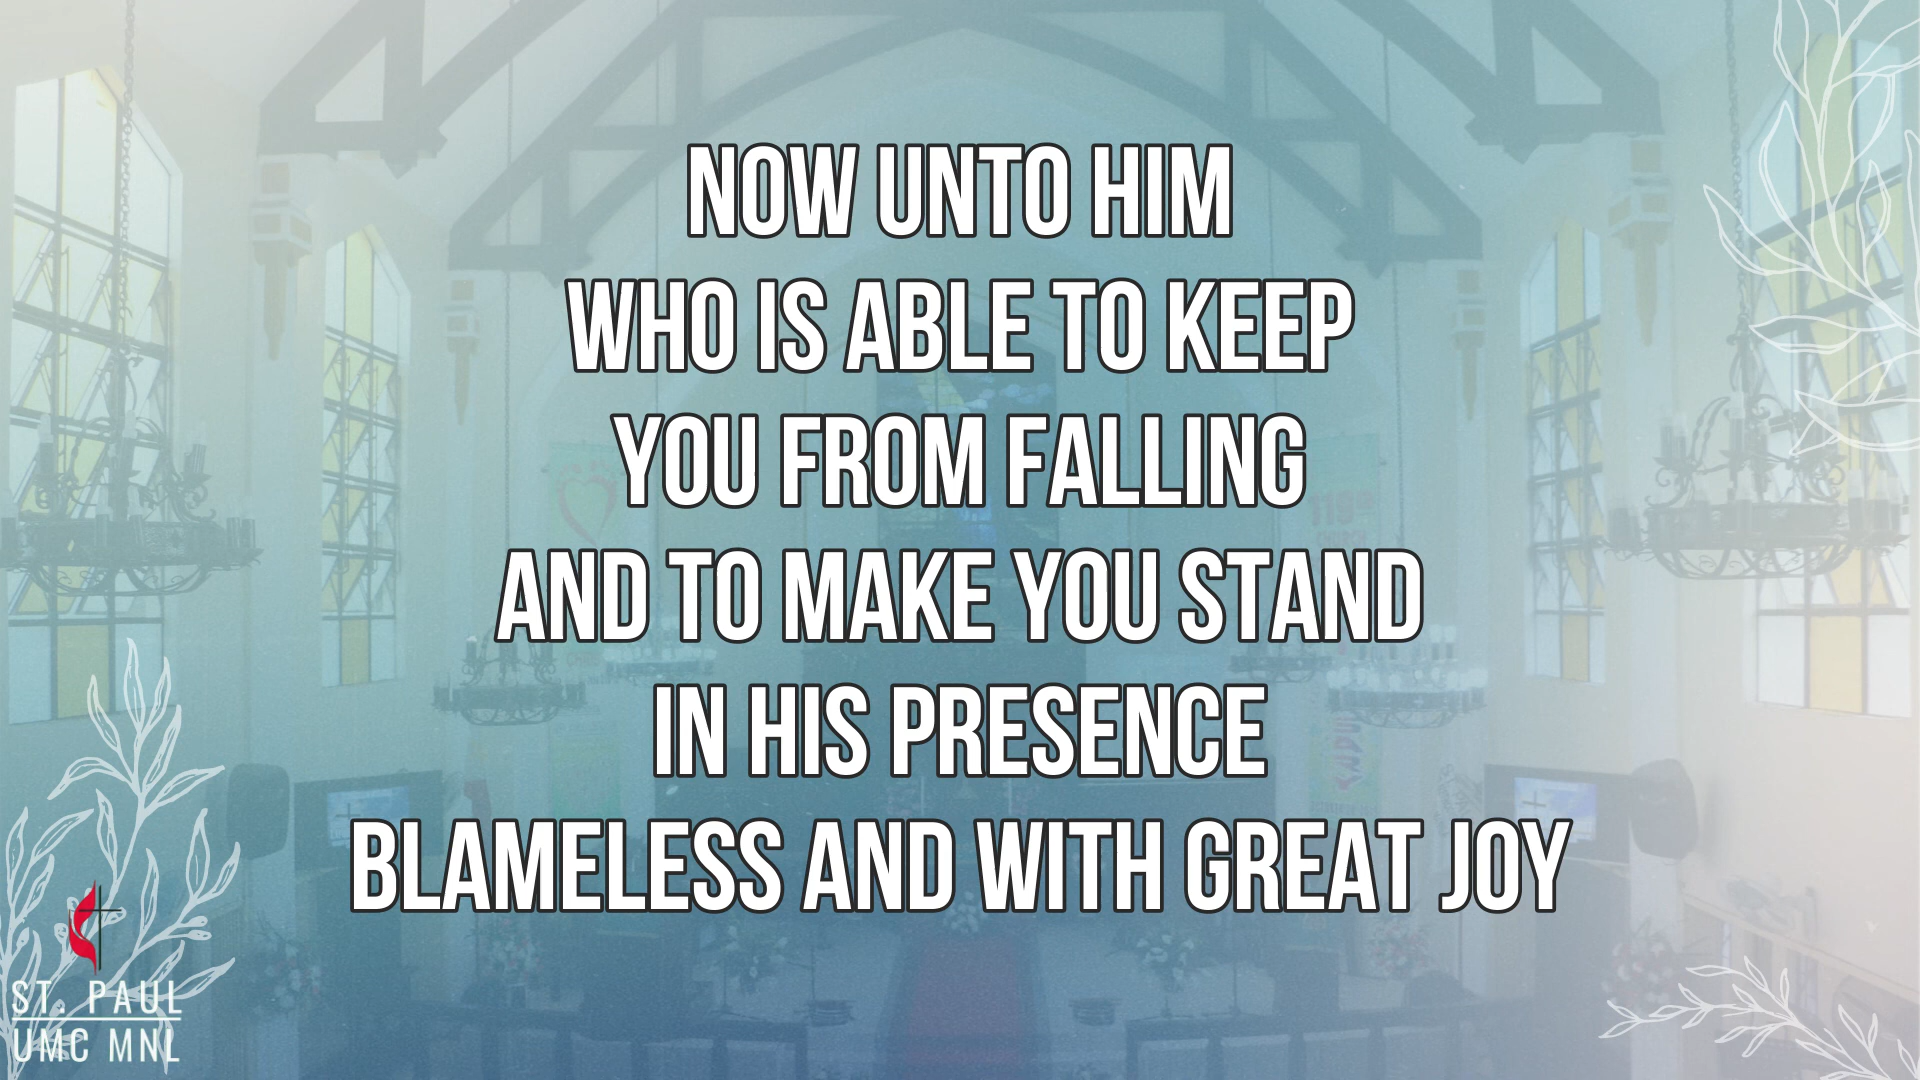 NOW UNTO HIM
WHO IS ABLE TO KEEP
YOU FROM FALLING
AND TO MAKE YOU STAND
IN HIS PRESENCE
BLAMELESS AND WITH GREAT JOY
ST. PAUL
UMC MNL